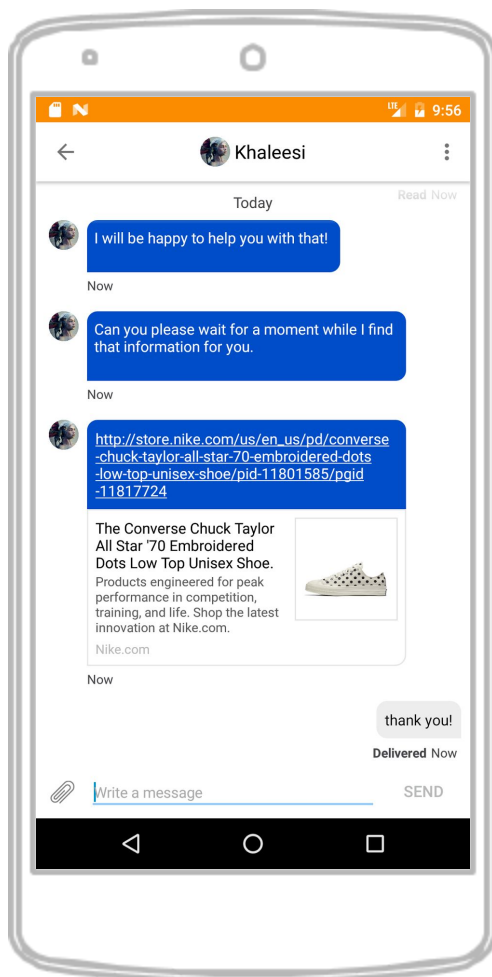 LTE 9:56
Khaleesi
Read Now
Today
I will be happy to help you with that!
Now
Can you please wait for a moment while I find
that information for you.
Now
http://store.nike.com/us/en_us/pd/converse
-chuck-taylor-all-star-70-embroidered-dots
-low-top-unisex-shoe/pid-11801585/pgid
-11817724
The Converse Chuck Taylor
All Star '70 Embroidered
Dots Low Top Unisex Shoe.
Products engineered for peak
performance in competition,
training, and life. Shop the latest
innovation at Nike.com.
Nike.com
Now
thank you!
Delivered Now
Write a message SEND